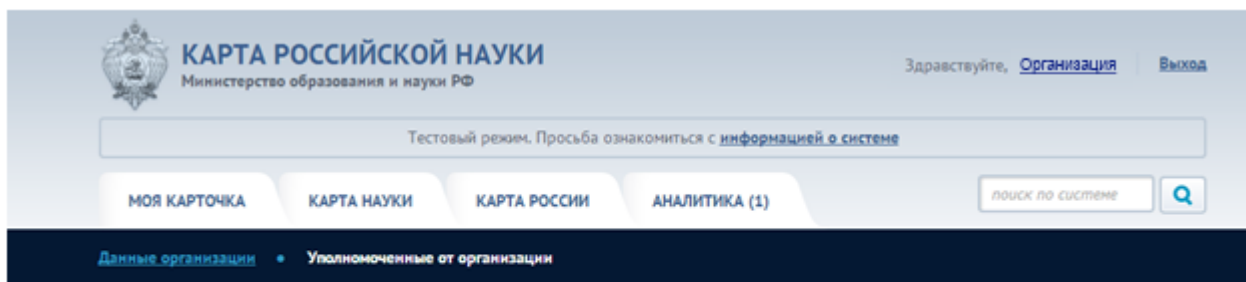 КАРТА РОССИЙСКОЙ НАУКИ
Министерство образования и науки РФ
Здравствуйте, Организация Выход
Тестовый режим. Просьба ознакомиться с информацией о системе
МОЯ КАРТОЧКА КАРТА НАУКИ КАРТА РОССИИ АНАЛИТИКА (1) поиск по системе
Данные организации • Уполномоченные от организации